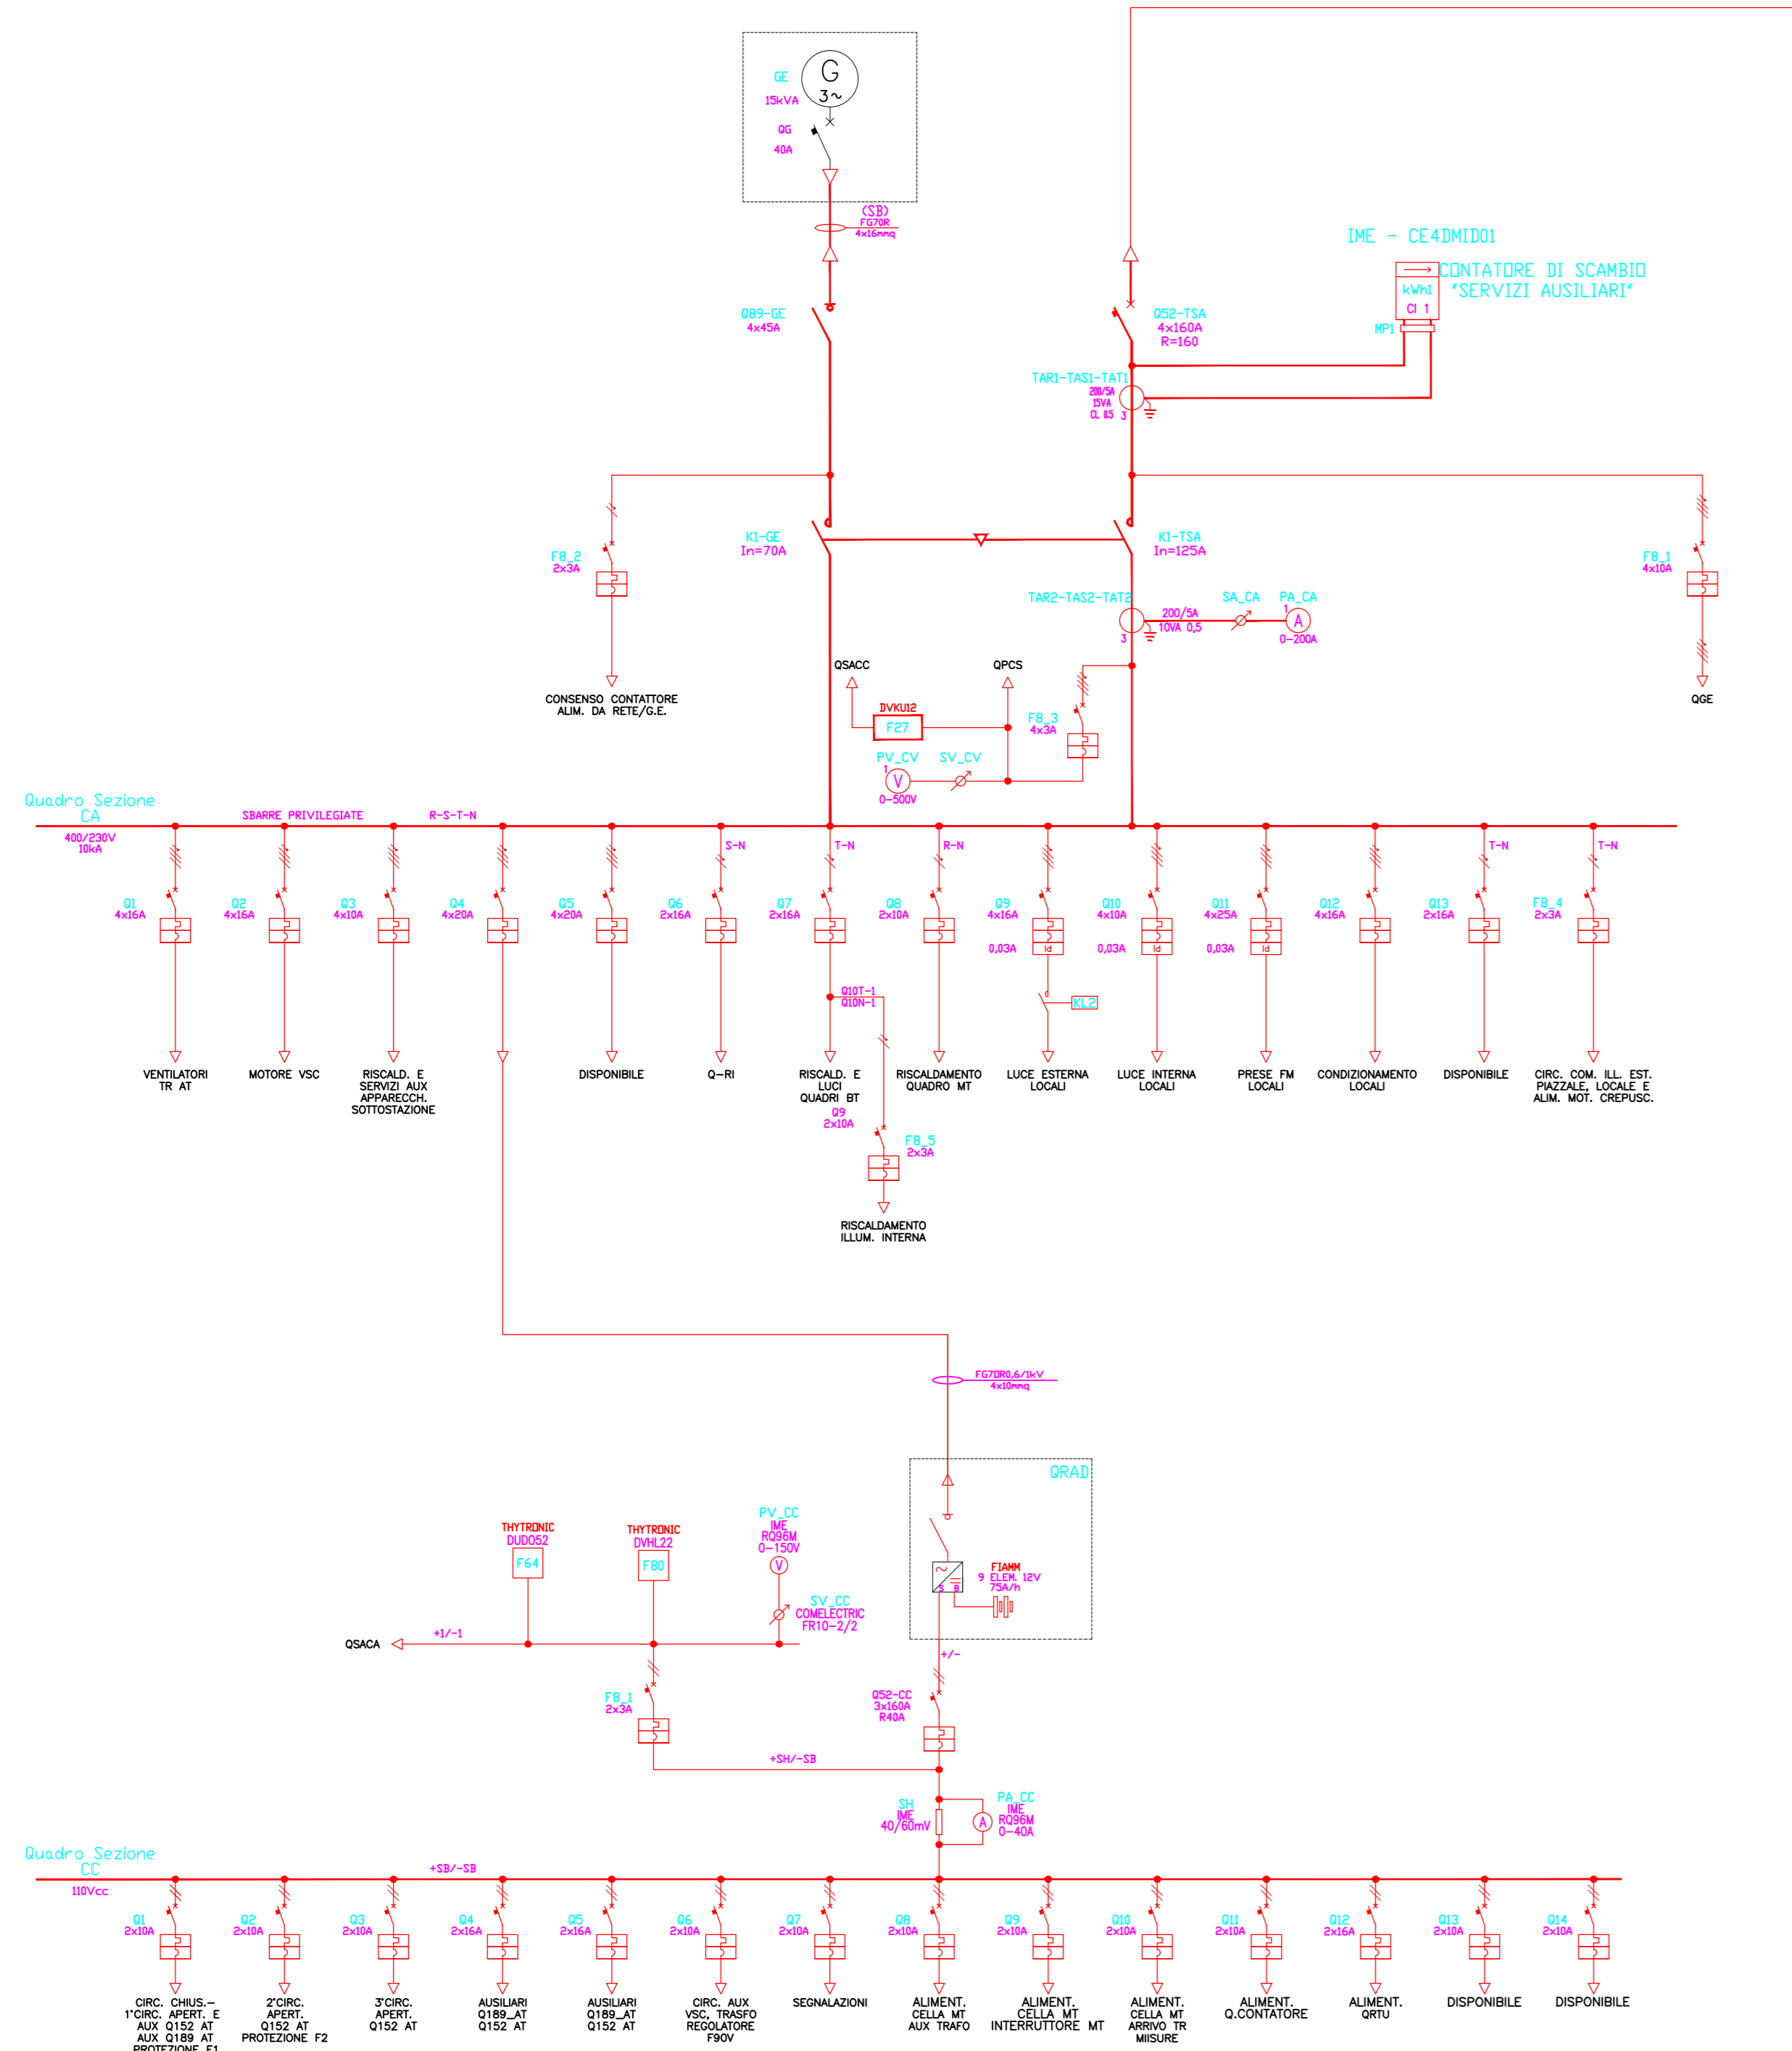 G
3~
GE
15kVA
QG
40A
(SB)
FG7OR
4x16mmq
IME - CE4DMID01
CONTATORE DI SCAMBIO
"SERVIZI AUSILIARI"
kWh1
Cl 1
MP1
Q89-GE
4x45A
Q52-TSA
4x160A
R=160
TAR1-TAS1-TAT1
200/5A
15VA
CL 0.5
3
K1-GE
In=70A
K1-TSA
In=125A
F8_2
2x3A
F8_1
4x10A
TAR2-TAS2-TAT2
200/5A
10VA 0,5
3
SA_CA
PA_CA
1
A
0-200A
QSACC
QPCS
CONSENSO CONTATTORE
ALIM. DA RETE/G.E.
QGE
DVKU12
F27
F8_3
4x3A
PV_CV
SV_CV
1
V
0-500V
Quadro Sezione
CA
SBARRE PRIVILEGIATE
R-S-T-N
400/230V
10kA
S-N
T-N
R-N
T-N
T-N
Q1
4x16A
Q2
4x16A
Q3
4x10A
Q4
4x20A
Q5
4x20A
Q6
2x16A
Q7
2x16A
Q8
2x10A
Q9
4x16A
Q10
4x10A
Q11
4x25A
Q12
4x16A
Q13
2x16A
F8_4
2x3A
0,03A
Id
0,03A
Id
0,03A
Id
Q10T-1
Q10N-1
KL2
VENTILATORI
TR AT
MOTORE VSC
RISCALD. E
SERVIZI AUX
APPARECCH.
SOTTOSTAZIONE
DISPONIBILE
Q-RI
RISCALD. E
LUCI
QUADRI BT
RISCALDAMENTO
QUADRO MT
LUCE ESTERNA
LOCALI
LUCE INTERNA
LOCALI
PRESE FM
LOCALI
CONDIZIONAMENTO
LOCALI
DISPONIBILE
CIRC. COM. ILL. EST.
PIAZZALE, LOCALE E
ALIM. MOT. CREPUSC.
Q9
2x10A
F8_5
2x3A
RISCALDAMENTO
ILLUM. INTERNA
FG7OR0,6/1kV
4x10mmq
QRAD
FIAMM
9 ELEM. 12V
75A/h
S B
THYTRONIC
DUDO52
F64
THYTRONIC
DVHL22
F80
PV_CC
IME
RQ96M
0-150V
V
SV_CC
COMELECTRIC
FR10-2/2
QSACA
+1/-1
+/-
F8_1
2x3A
Q52-CC
3x160A
R40A
+SH/-SB
SH
IME
40/60mV
A
PA_CC
IME
RQ96M
0-40A
Quadro Sezione
CC
+SB/-SB
110Vcc
Q1
2x10A
Q2
2x10A
Q3
2x10A
Q4
2x16A
Q5
2x16A
Q6
2x10A
Q7
2x10A
Q8
2x10A
Q9
2x10A
Q10
2x10A
Q11
2x10A
Q12
2x16A
Q13
2x10A
Q14
2x10A
CIRC. CHIUS.-
1°CIRC. APERT. E
AUX Q152 AT
AUX Q189 AT
PROTEZIONE F1
2°CIRC.
APERT.
Q152 AT
PROTEZIONE F2
3°CIRC.
APERT.
Q152 AT
AUSILIARI
Q189_AT
Q152 AT
AUSILIARI
Q189_AT
Q152 AT
CIRC. AUX
VSC, TRASFO
REGOLATORE
F90V
SEGNALAZIONI
ALIMENT.
CELLA MT
AUX TRAFO
ALIMENT.
CELLA MT
INTERRUTTORE MT
ALIMENT.
CELLA MT
ARRIVO TR
MIISURE
ALIMENT.
Q.CONTATORE
ALIMENT.
QRTU
DISPONIBILE
DISPONIBILE